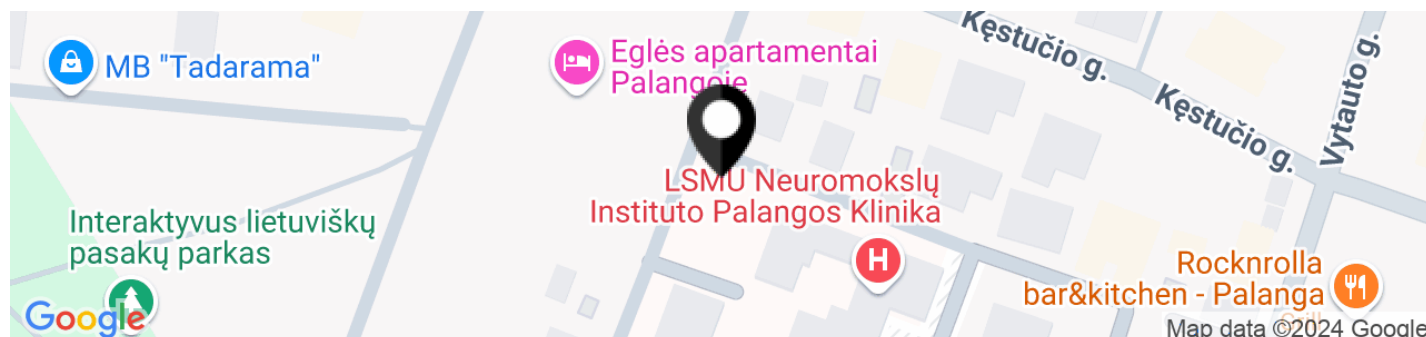 MB "Tadarama"
Eglės apartamentai
Palangoje
Kęstučio g.
Kęstučio g.
Vytauto g.
LSMU Neuromokslų
Instituto Palangos Klinika
H
Interaktyvus lietuviškų
pasakų parkas
Rocknrolla
bar&kitchen - Palanga
Grill
Google
Map data ©2024 Google